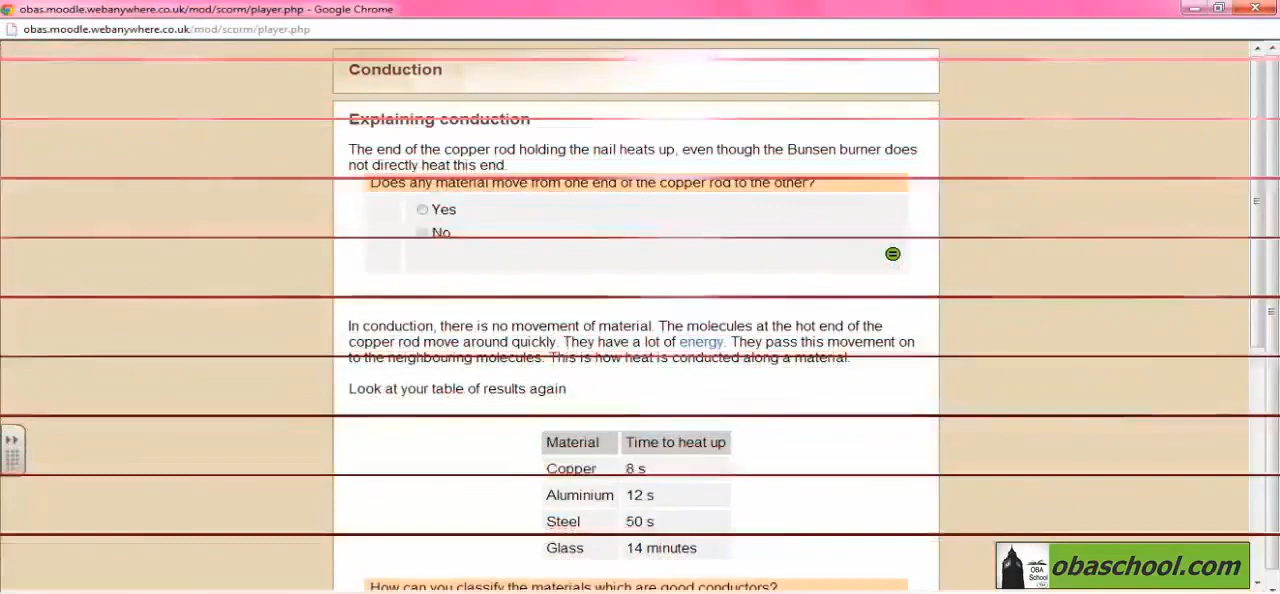 obas.moodle.webanywhere.co.uk/mod/scorm/player.php - Google Chrome
obas.moodle.webanywhere.co.uk/mod/scorm/player.php
Conduction
Explaining conduction
The end of the copper rod holding the nail heats up, even though the Bunsen burner does
not directly heat this end.
Does any material move from one end of the copper rod to the other?
Yes
No
In conduction, there is no movement of material. The molecules at the hot end of the
copper rod move around quickly. They have a lot of energy. They pass this movement on
to the neighbouring molecules. This is how heat is conducted along a material.
Look at your table of results again
Material Time to heat up
Copper 8 s
Aluminium 12 s
Steel 50 s
Glass 14 minutes
How can you classify the materials which are good conductors?
OBA
School
obaschool.com